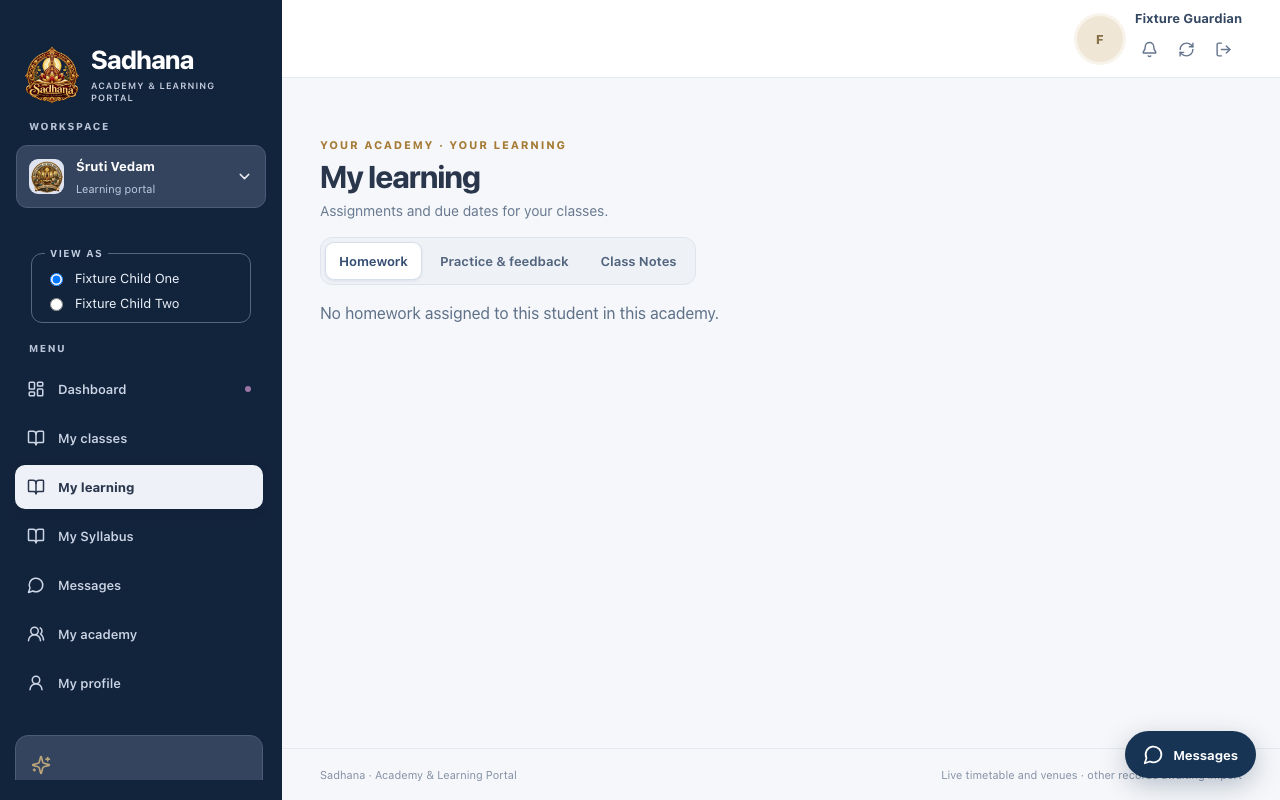 Sadhana
ACADEMY & LEARNING
PORTAL
Sadhana
WORKSPACE
Śruti Vedam
Learning portal
VIEW AS
Fixture Child One
Fixture Child Two
MENU
Dashboard
My classes
My learning
My Syllabus
Messages
My academy
My profile
F
Fixture Guardian
YOUR ACADEMY · YOUR LEARNING
My learning
Assignments and due dates for your classes.
Homework
Practice & feedback
Class Notes
No homework assigned to this student in this academy.
Sadhana · Academy & Learning Portal
Live timetable and venues · other
Messages